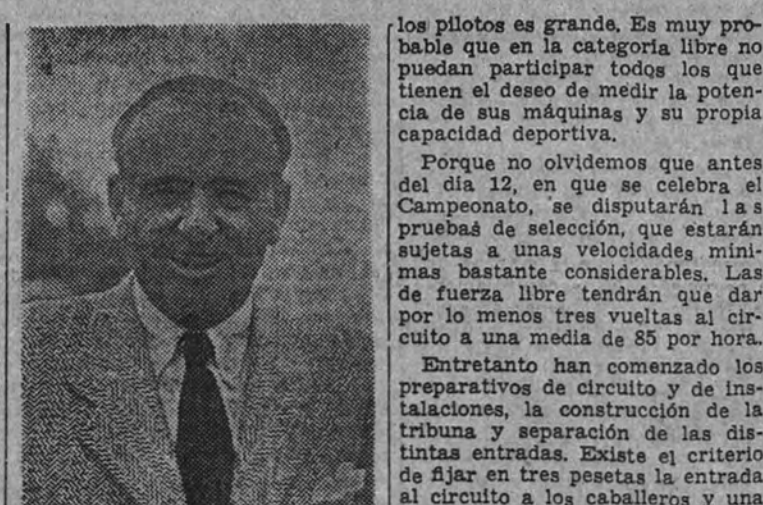 los pilotos es grande. Es muy pro-
bable que en la categoría libre no
puedan participar todos los que
tienen el deseo de medir la poten-
cia de sus máquinas y su propia
capacidad deportiva.
Porque no olvidemos que antes
del día 12, en que se celebra el
Campeonato, se disputarán las
pruebas de selección, que estarán
sujetas a unas velocidades míni-
mas bastante considerables. Las
de fuerza libre tendrán que dar
por lo menos tres vueltas al cir-
cuito a una media de 85 por hora.
Entretanto han comenzado los
preparativos de circuito y de ins-
talaciones, la construcción de la
tribuna y separación de las dis-
tintas entradas. Existe el criterio
de fijar en tres pesetas la entrada
al circuito a los caballeros y una